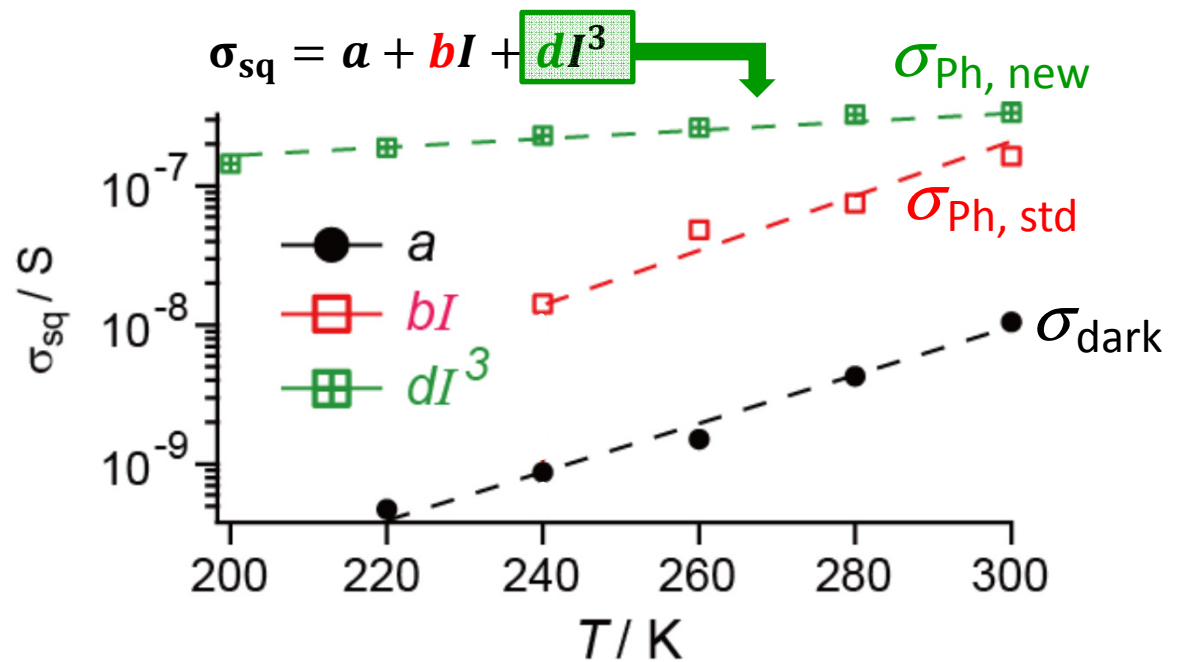 σsq = a + bI + dI³
σPh, new
σPh, std
σdark
a
bI
dI³
σsq / S
10⁻⁷
10⁻⁸
10⁻⁹
200 220 240 260 280 300
T / K